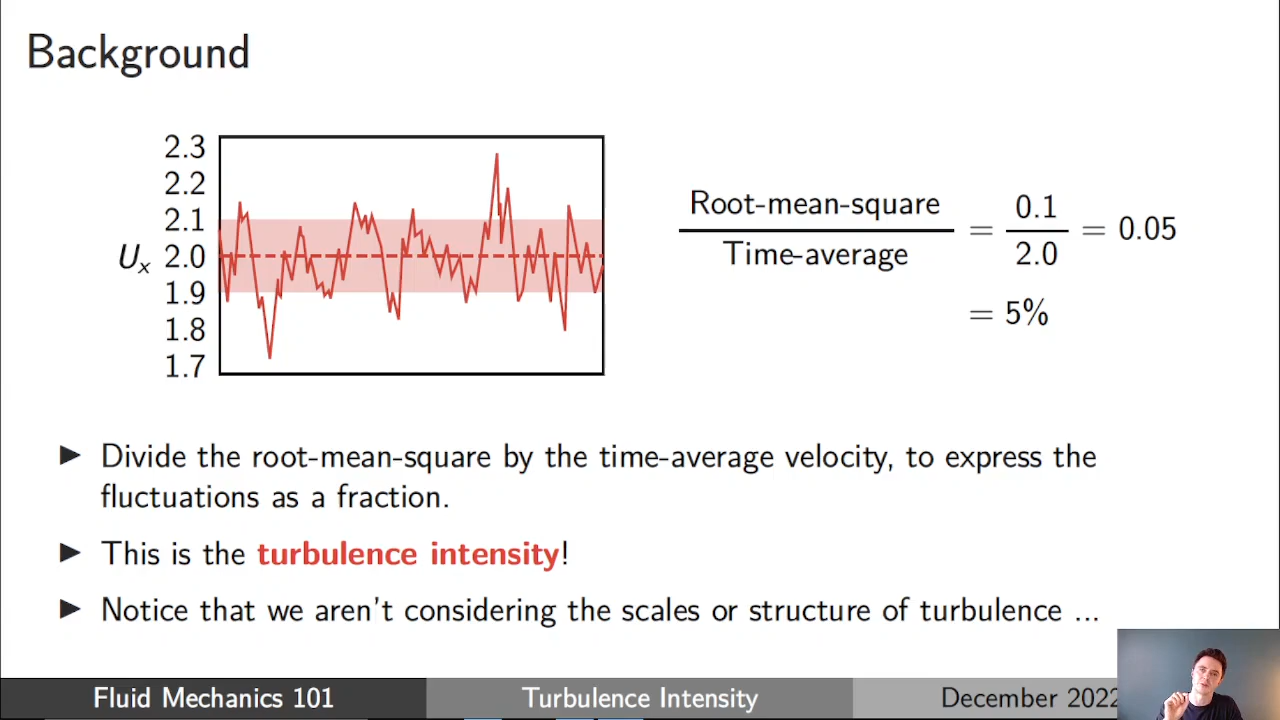 Background
2.3
2.2
2.1
2.0
1.9
1.8
1.7
Ux
Root-mean-square
Time-average
= 0.1 / 2.0 = 0.05
= 5%
▶ Divide the root-mean-square by the time-average velocity, to express the
fluctuations as a fraction.
▶ This is the turbulence intensity!
▶ Notice that we aren't considering the scales or structure of turbulence ...
Fluid Mechanics 101
Turbulence Intensity
December 2022